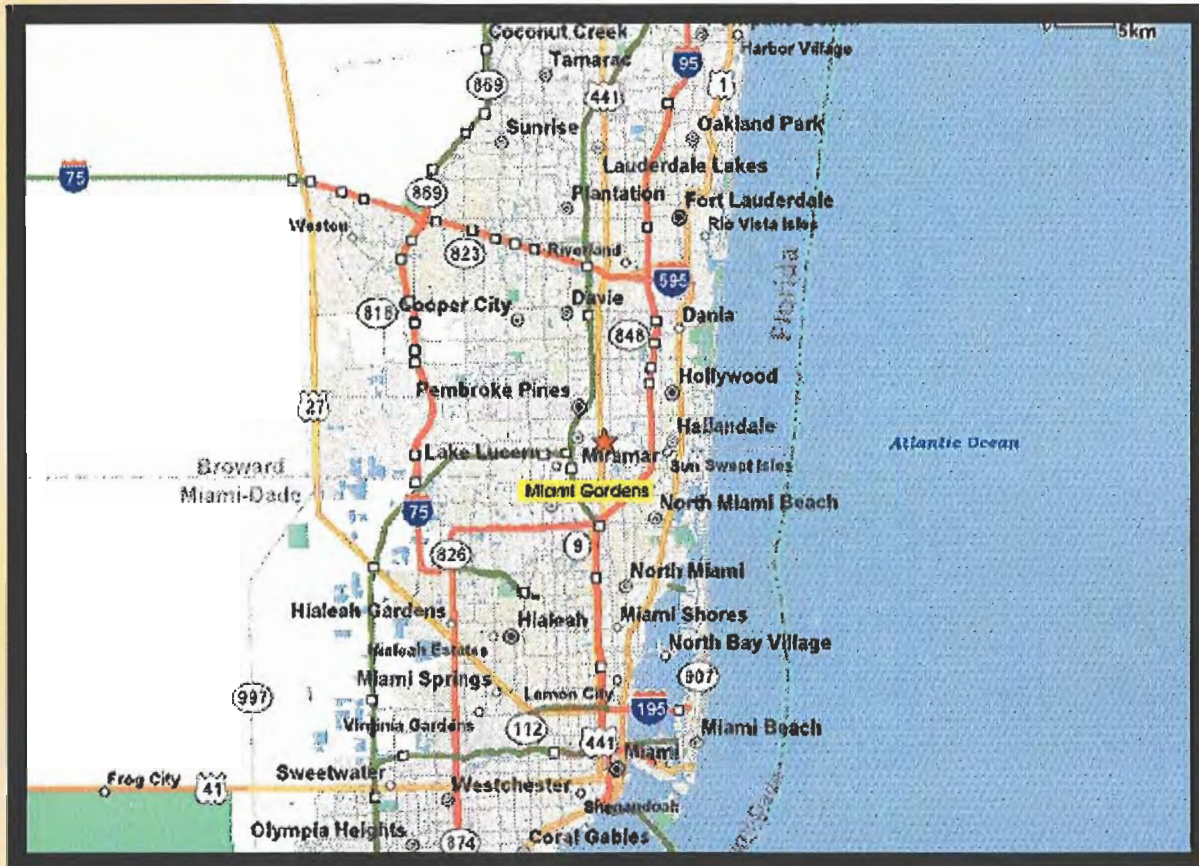 Coconut Creek
5km
Harbor Village
Tamarac
95
1
869
441
Oakland Park
Sunrise
Lauderdale Lakes
75
869
Plantation
Fort Lauderdale
Rio Vista Isles
Weston
823
Riverland
595
Florida
818
Cooper City
Davie
848
Dania
Pembroke Pines
Hollywood
27
Hallandale
Atlantic Ocean
Lake Lucern
Miramar
Sun Swept Isles
Broward
Miami-Dade
Miami Gardens
75
North Miami Beach
826
9
North Miami
Hialeah Gardens
Hialeah
Miami Shores
Hialeah Estates
North Bay Village
Miami Springs
907
997
Lemon City
195
Virginia Gardens
112
441
Miami Beach
Miami
Sweetwater
Frog City
41
Westchester
Shenandoah
Olympia Heights
874
Coral Gables